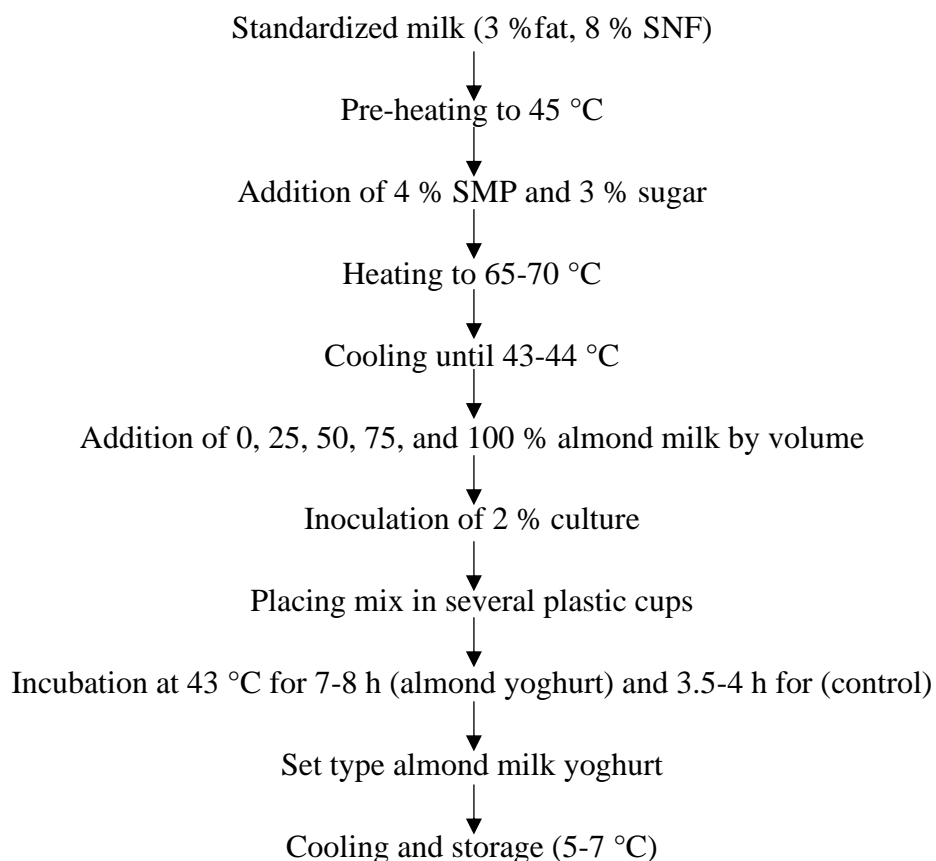 Standardized milk (3 %fat, 8 % SNF)
Pre-heating to 45 °C
Addition of 4 % SMP and 3 % sugar
Heating to 65-70 °C
Cooling until 43-44 °C
Addition of 0, 25, 50, 75, and 100 % almond milk by volume
Inoculation of 2 % culture
Placing mix in several plastic cups
Incubation at 43 °C for 7-8 h (almond yoghurt) and 3.5-4 h for (control)
Set type almond milk yoghurt
Cooling and storage (5-7 °C)